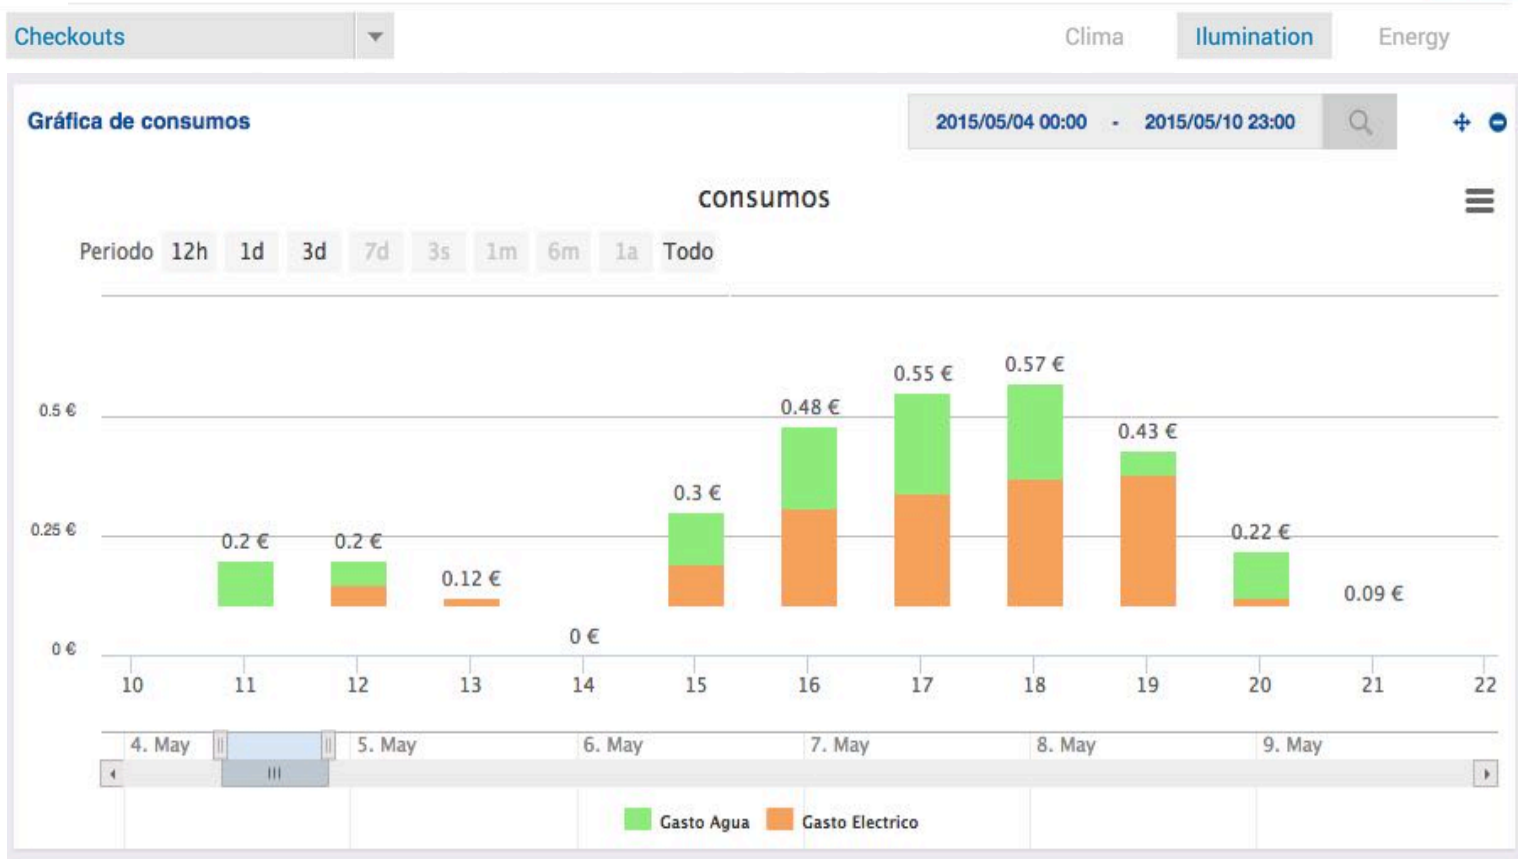 Checkouts Clima Ilumination Energy
Gráfica de consumos 2015/05/04 00:00 - 2015/05/10 23:00
consumos
Periodo 12h 1d 3d 7d 3s 1m 6m 1a Todo
0.57 €
0.55 €
0.5 € 0.48 €
0.43 €
0.3 €
0.25 € 0.2 € 0.2 € 0.22 €
0.12 € 0.09 €
0 € 0 €
10 11 12 13 14 15 16 17 18 19 20 21 22
4. May 5. May 6. May 7. May 8. May 9. May
Gasto Agua Gasto Electrico